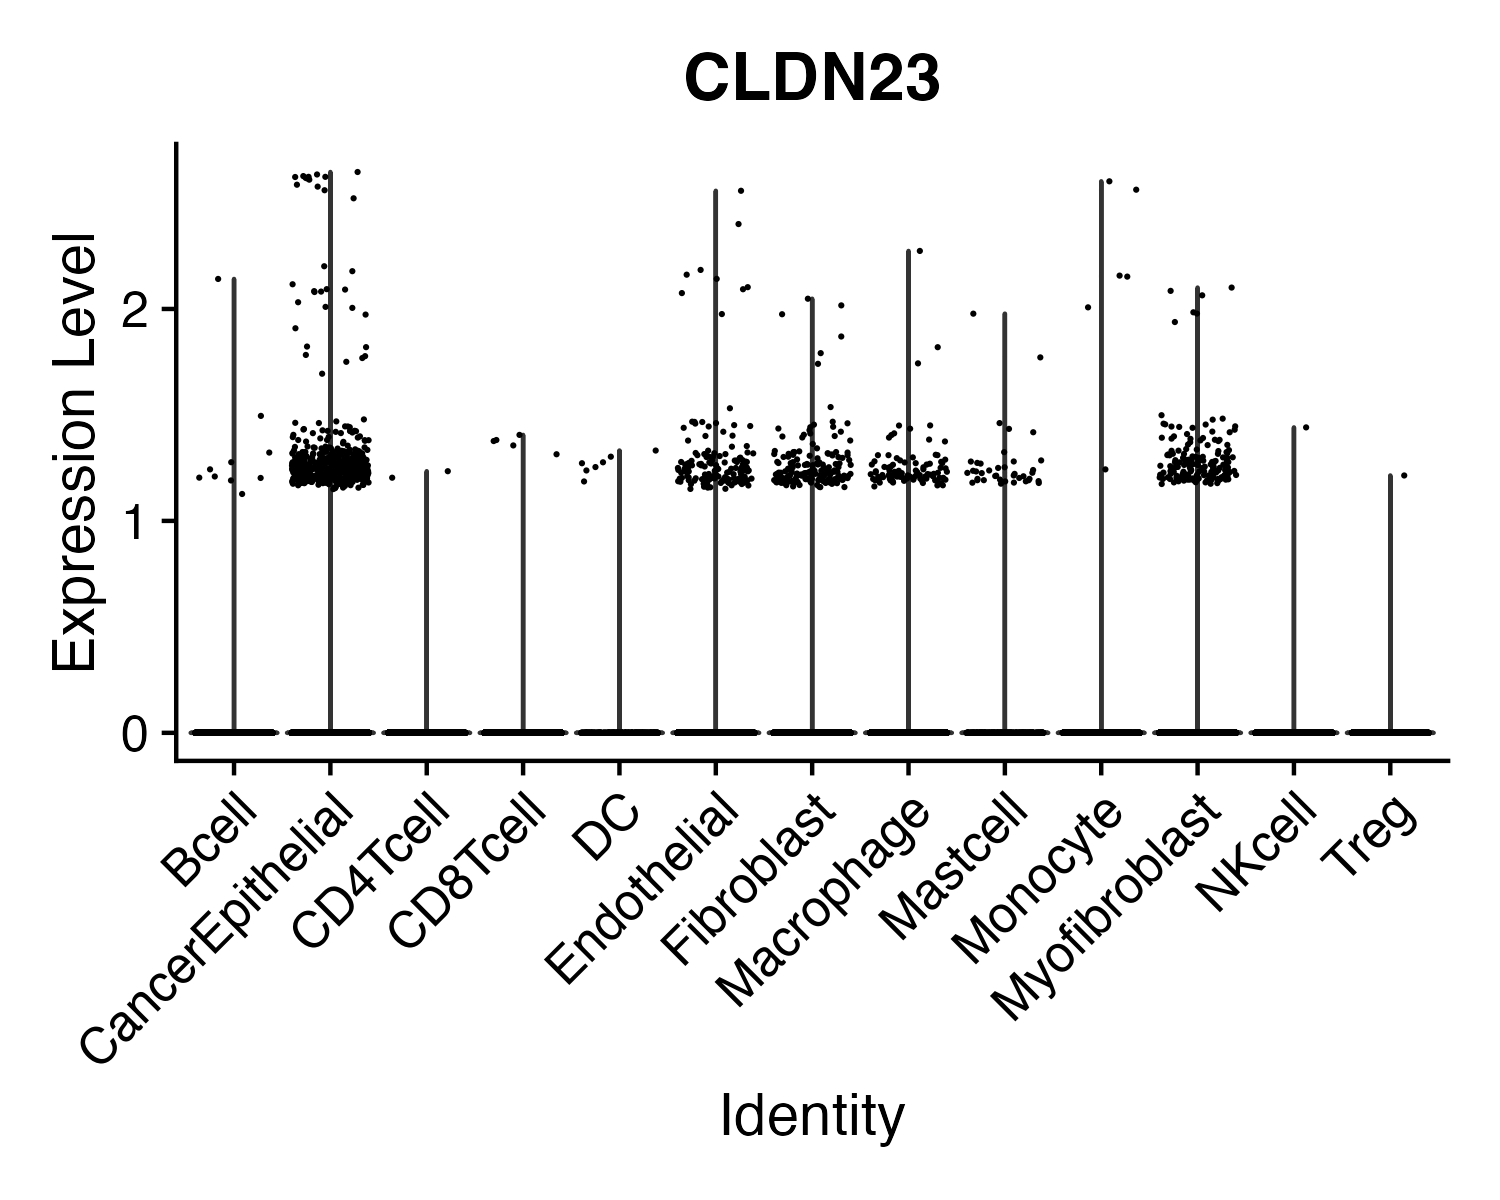 CLDN23
Expression Level
2
1
0
Bcell
CancerEpithelial
CD4Tcell
CD8Tcell
DC
Endothelial
Fibroblast
Macrophage
Mastcell
Monocyte
Myofibroblast
NKcell
Treg
Identity